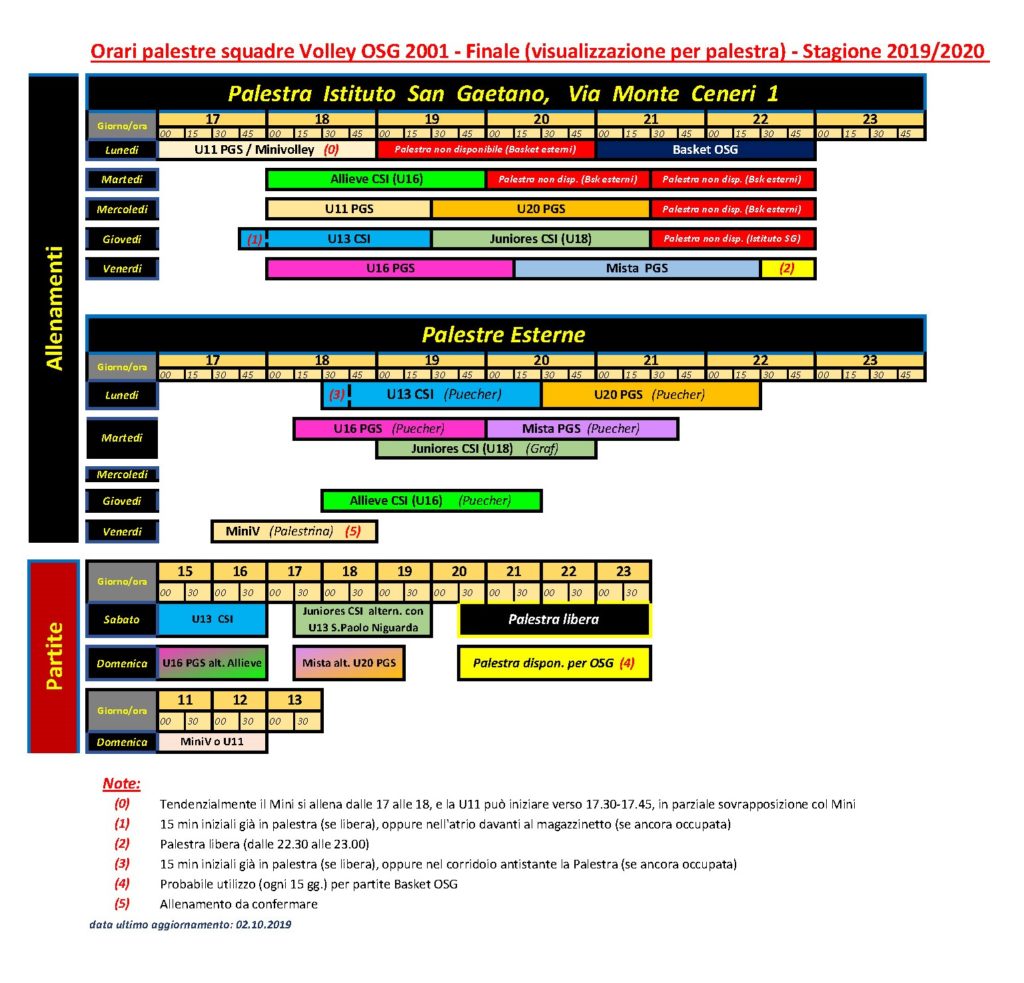 Orari palestre squadre Volley OSG 2001 - Finale (visualizzazione per palestra) - Stagione 2019/2020
Allenamenti
Palestra Istituto San Gaetano, Via Monte Ceneri 1
Giorno/ora 17 18 19 20 21 22 23
00 15 30 45 00 15 30 45 00 15 30 45 00 15 30 45 00 15 30 45 00 15 30 45 00 15 30 45
Lunedi U11 PGS / Minivolley (0) Palestra non disponibile (Basket esterni) Basket OSG
Martedi Allieve CSI (U16) Palestra non disp. (Bsk esterni) Palestra non disp. (Bsk esterni)
Mercoledi U11 PGS U20 PGS Palestra non disp. (Bsk esterni)
Giovedi (1) U13 CSI Juniores CSI (U18) Palestra non disp. (Istituto SG)
Venerdi U16 PGS Mista PGS (2)
Palestre Esterne
Giorno/ora 17 18 19 20 21 22 23
00 15 30 45 00 15 30 45 00 15 30 45 00 15 30 45 00 15 30 45 00 15 30 45 00 15 30 45
Lunedi (3) U13 CSI (Puecher) U20 PGS (Puecher)
Martedi U16 PGS (Puecher) Mista PGS (Puecher)
Juniores CSI (U18) (Graf)
Mercoledi
Giovedi Allieve CSI (U16) (Puecher)
Venerdi MiniV (Palestrina) (5)
Partite
Giorno/ora 15 16 17 18 19 20 21 22 23
00 30 00 30 00 30 00 30 00 30 00 30 00 30 00 30 00 30
Sabato U13 CSI Juniores CSI altern. con U13 S.Paolo Niguarda Palestra libera
Domenica U16 PGS alt. Allieve Mista alt. U20 PGS Palestra dispon. per OSG (4)
Giorno/ora 11 12 13
00 30 00 30 00 30
Domenica MiniV o U11
Note:
(0) Tendenzialmente il Mini si allena dalle 17 alle 18, e la U11 può iniziare verso 17.30-17.45, in parziale sovrapposizione col Mini
(1) 15 min iniziali già in palestra (se libera), oppure nell'atrio davanti al magazzinetto (se ancora occupata)
(2) Palestra libera (dalle 22.30 alle 23.00)
(3) 15 min iniziali già in palestra (se libera), oppure nel corridoio antistante la Palestra (se ancora occupata)
(4) Probabile utilizzo (ogni 15 gg.) per partite Basket OSG
(5) Allenamento da confermare
data ultimo aggiornamento: 02.10.2019